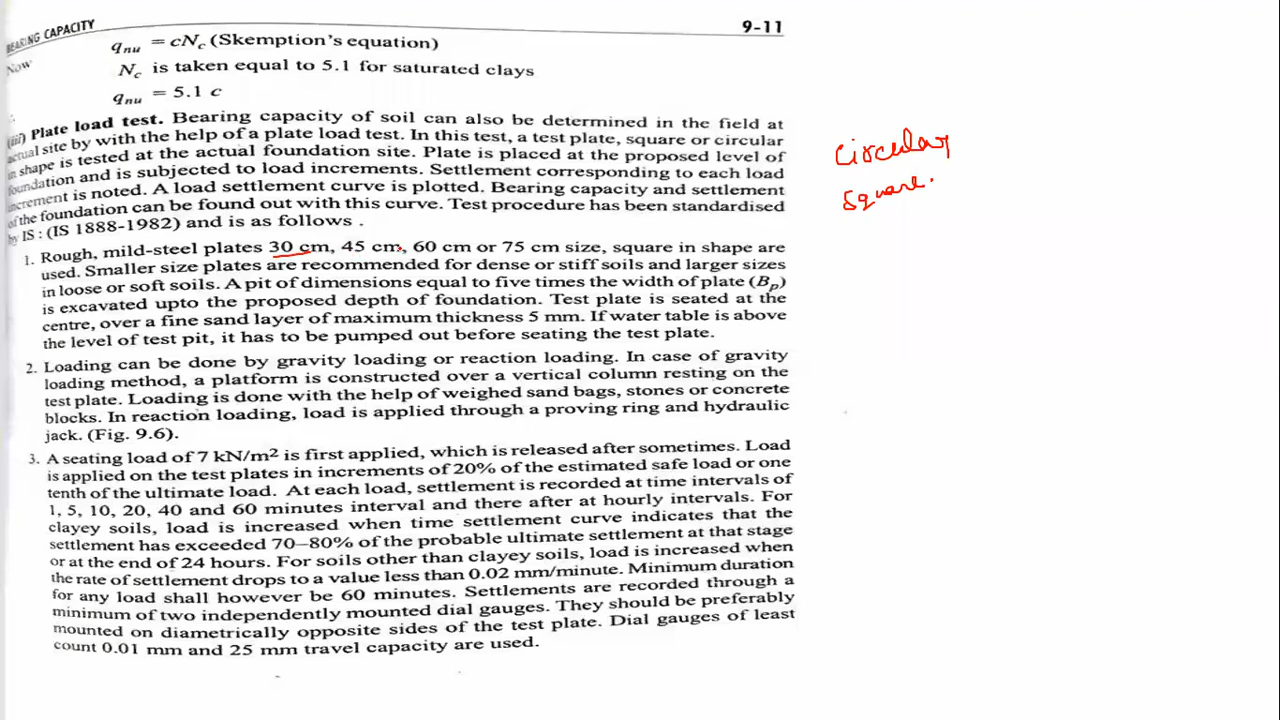 BEARING CAPACITY
9-11
q_nu = cN_c (Skemption's equation)
Now
N_c is taken equal to 5.1 for saturated clays
q_nu = 5.1 c
(iii) Plate load test. Bearing capacity of soil can also be determined in the field at
actual site by with the help of a plate load test. In this test, a test plate, square or circular
in shape is tested at the actual foundation site. Plate is placed at the proposed level of
foundation and is subjected to load increments. Settlement corresponding to each load
increment is noted. A load settlement curve is plotted. Bearing capacity and settlement
of the foundation can be found out with this curve. Test procedure has been standardised
by IS : (IS 1888-1982) and is as follows .
Circular
Square.
1. Rough, mild-steel plates 30 cm, 45 cm, 60 cm or 75 cm size, square in shape are
used. Smaller size plates are recommended for dense or stiff soils and larger sizes
in loose or soft soils. A pit of dimensions equal to five times the width of plate (B_p)
is excavated upto the proposed depth of foundation. Test plate is seated at the
centre, over a fine sand layer of maximum thickness 5 mm. If water table is above
the level of test pit, it has to be pumped out before seating the test plate.
2. Loading can be done by gravity loading or reaction loading. In case of gravity
loading method, a platform is constructed over a vertical column resting on the
test plate. Loading is done with the help of weighed sand bags, stones or concrete
blocks. In reaction loading, load is applied through a proving ring and hydraulic
jack. (Fig. 9.6).
3. A seating load of 7 kN/m² is first applied, which is released after sometimes. Load
is applied on the test plates in increments of 20% of the estimated safe load or one
tenth of the ultimate load. At each load, settlement is recorded at time intervals of
1, 5, 10, 20, 40 and 60 minutes interval and there after at hourly intervals. For
clayey soils, load is increased when time settlement curve indicates that the
settlement has exceeded 70–80% of the probable ultimate settlement at that stage
or at the end of 24 hours. For soils other than clayey soils, load is increased when
the rate of settlement drops to a value less than 0.02 mm/minute. Minimum duration
for any load shall however be 60 minutes. Settlements are recorded through a
minimum of two independently mounted dial gauges. They should be preferably
mounted on diametrically opposite sides of the test plate. Dial gauges of least
count 0.01 mm and 25 mm travel capacity are used.